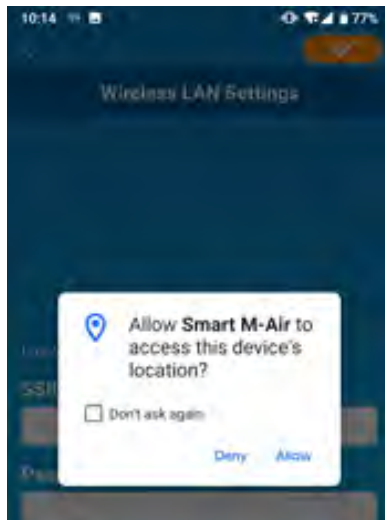 10:14 77%
Wireless LAN Settings
Allow Smart M-Air to
access this device's
location?
Don't ask again
Deny Allow
SSID